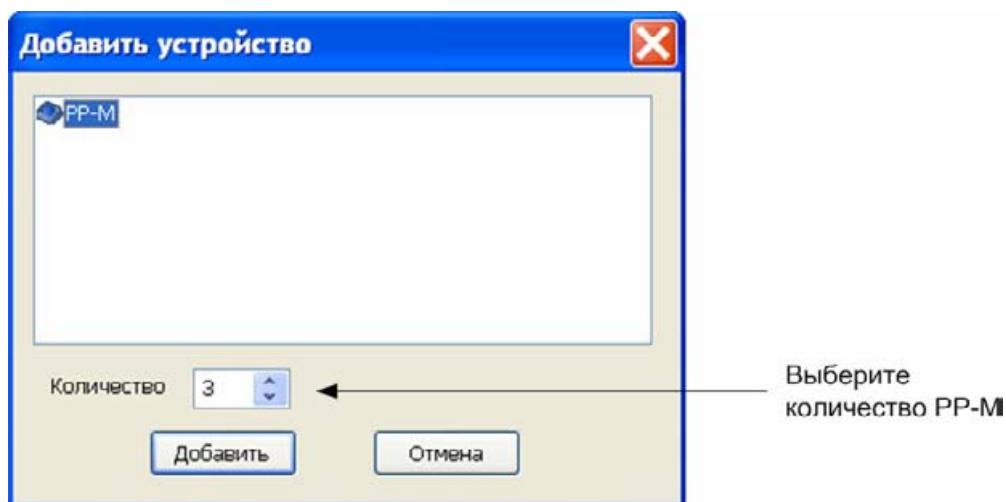 Добавить устройство
PP-M
Количество 3
Выберите
количество PP-M
Добавить Отмена